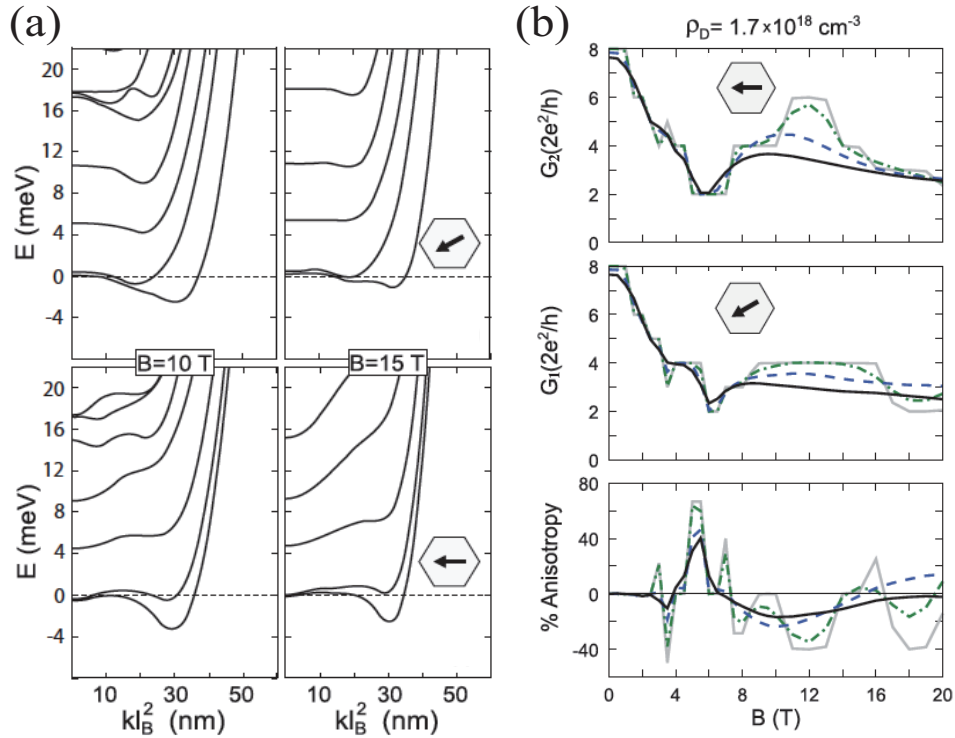 (a)
20
16
12
8
4
0
-4
E (meV)
B=10 T
B=15 T
20
16
12
8
4
0
-4
E (meV)
10 30 50
10 30 50
kl_B^2 (nm)
kl_B^2 (nm)
(b)
ρ_D= 1.7×10^18 cm^-3
8
6
4
2
0
G_2(2e^2/h)
8
6
4
2
0
G_1(2e^2/h)
80
40
0
-40
% Anisotropy
0 4 8 12 16 20
B (T)